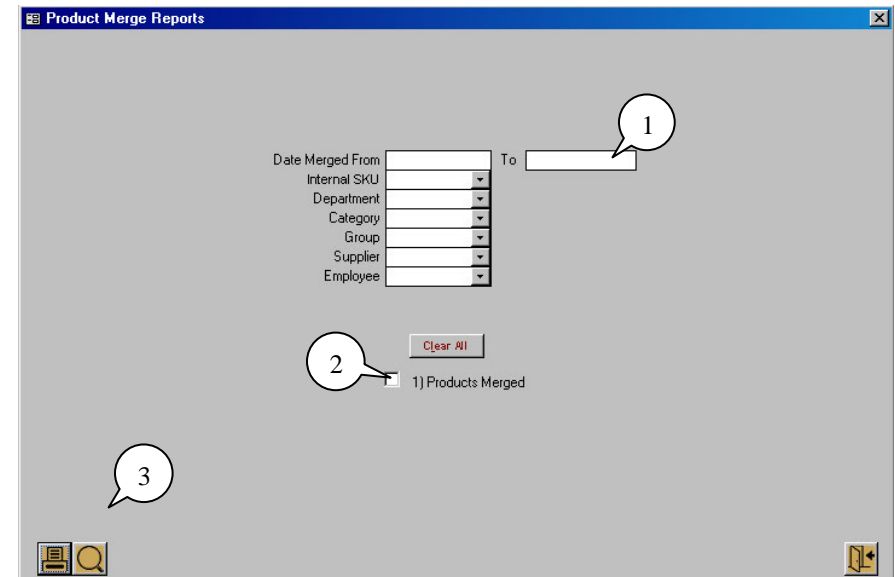 Product Merge Reports
1
Date Merged From To
Internal SKU
Department
Category
Group
Supplier
Employee
Clear All
2
1) Products Merged
3